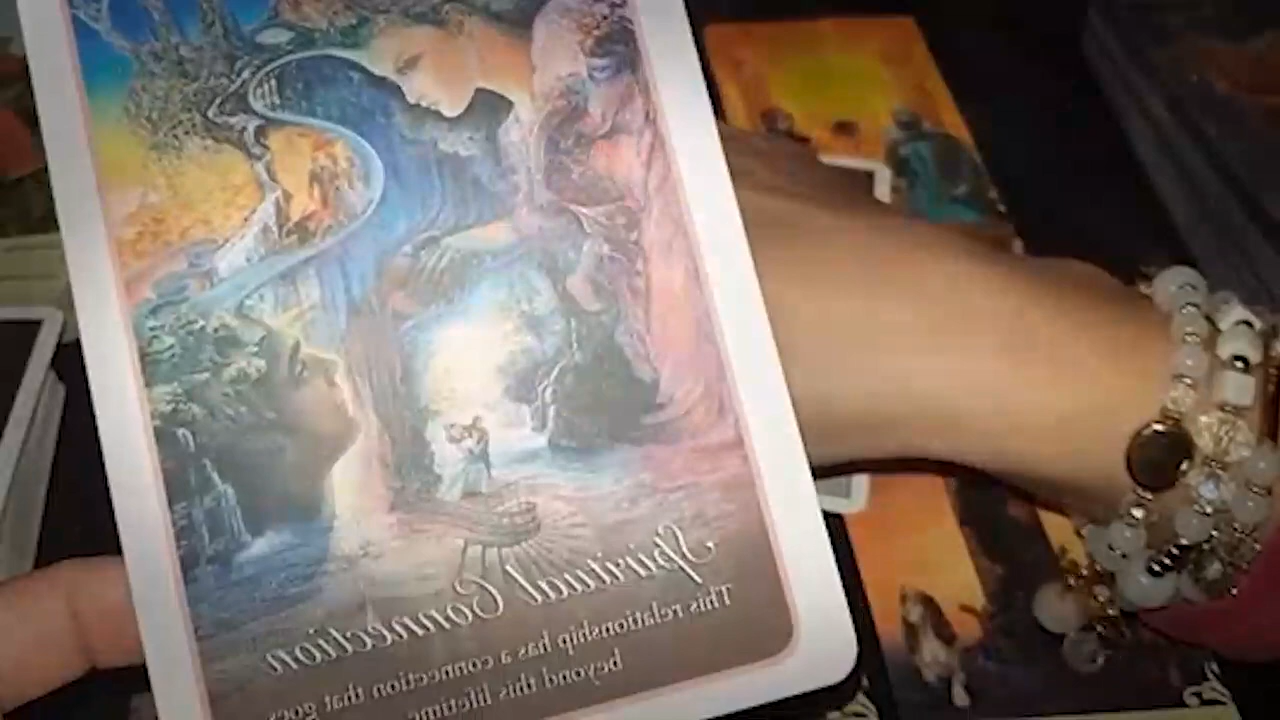 Spiritual Connection
This relationship has a connection that goes
beyond this lifetime